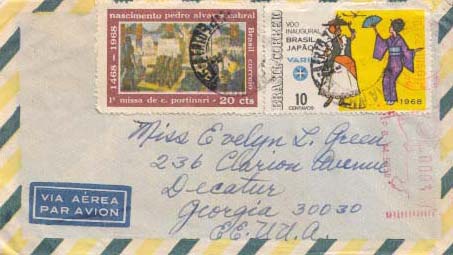 nascimento pedro alvares cabral
1468 - 1968
Brasil correio
1ª missa de c. portinari - 20 cts
BRASIL-CORREIO
VOO
INAUGURAL
BRASIL
JAPÃO
VARIG
10
CENTAVOS
1968
Miss Evelyn L. Green
236 Clarion Avenue
Decatur
Georgia 30030
E.E.U.U.A.
VIA AÉREA
PAR AVION